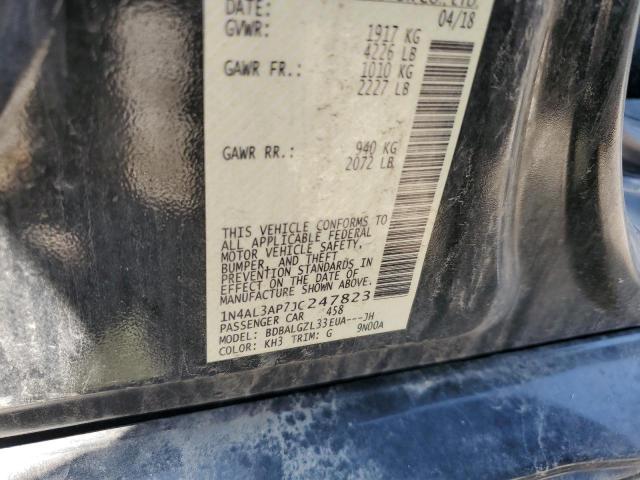 DATE: 04/18
GVWR: 1917 KG
4226 LB
GAWR FR.: 1010 KG
2227 LB
GAWR RR.: 940 KG
2072 LB
THIS VEHICLE CONFORMS TO
ALL APPLICABLE FEDERAL
MOTOR VEHICLE SAFETY,
BUMPER, AND THEFT
PREVENTION STANDARDS IN
EFFECT ON THE DATE OF
MANUFACTURE SHOWN ABOVE.
1N4AL3AP7JC247823
PASSENGER CAR 458
MODEL: BDBALGZL33EUA---JH
COLOR: KH3 TRIM: G 9N00A